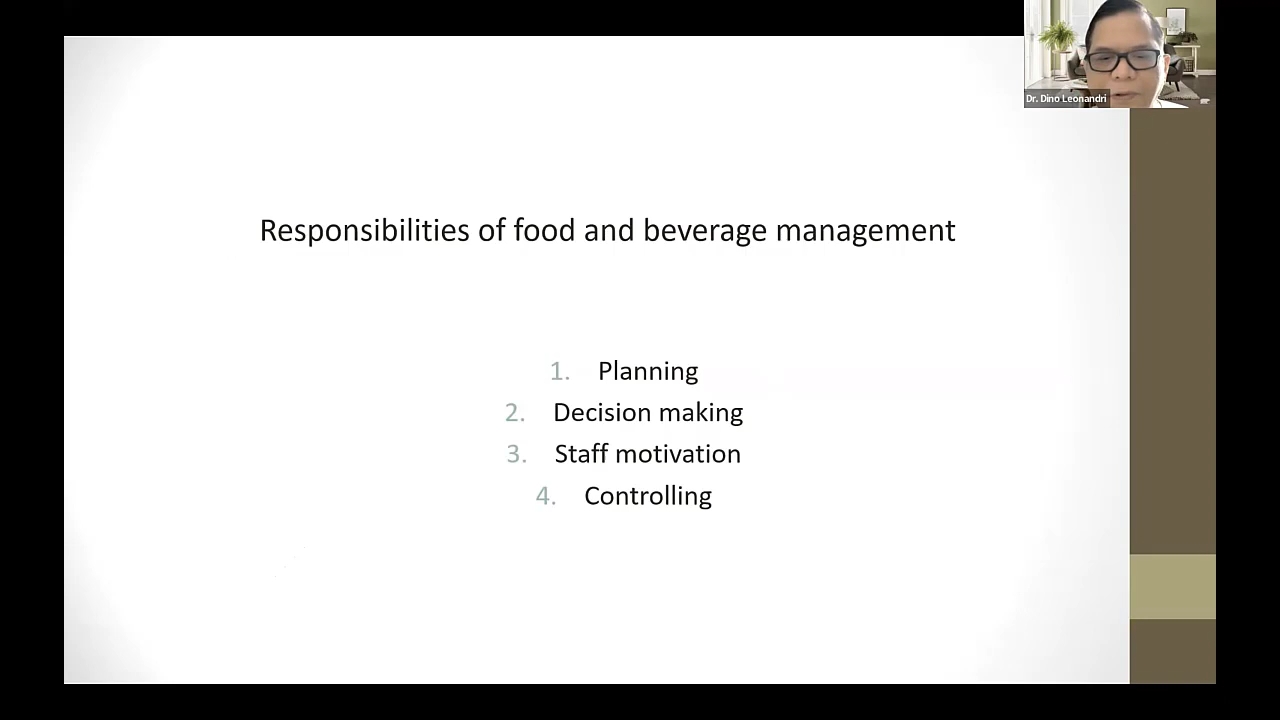 Dr. Dino Leonandri
Responsibilities of food and beverage management
1. Planning
2. Decision making
3. Staff motivation
4. Controlling